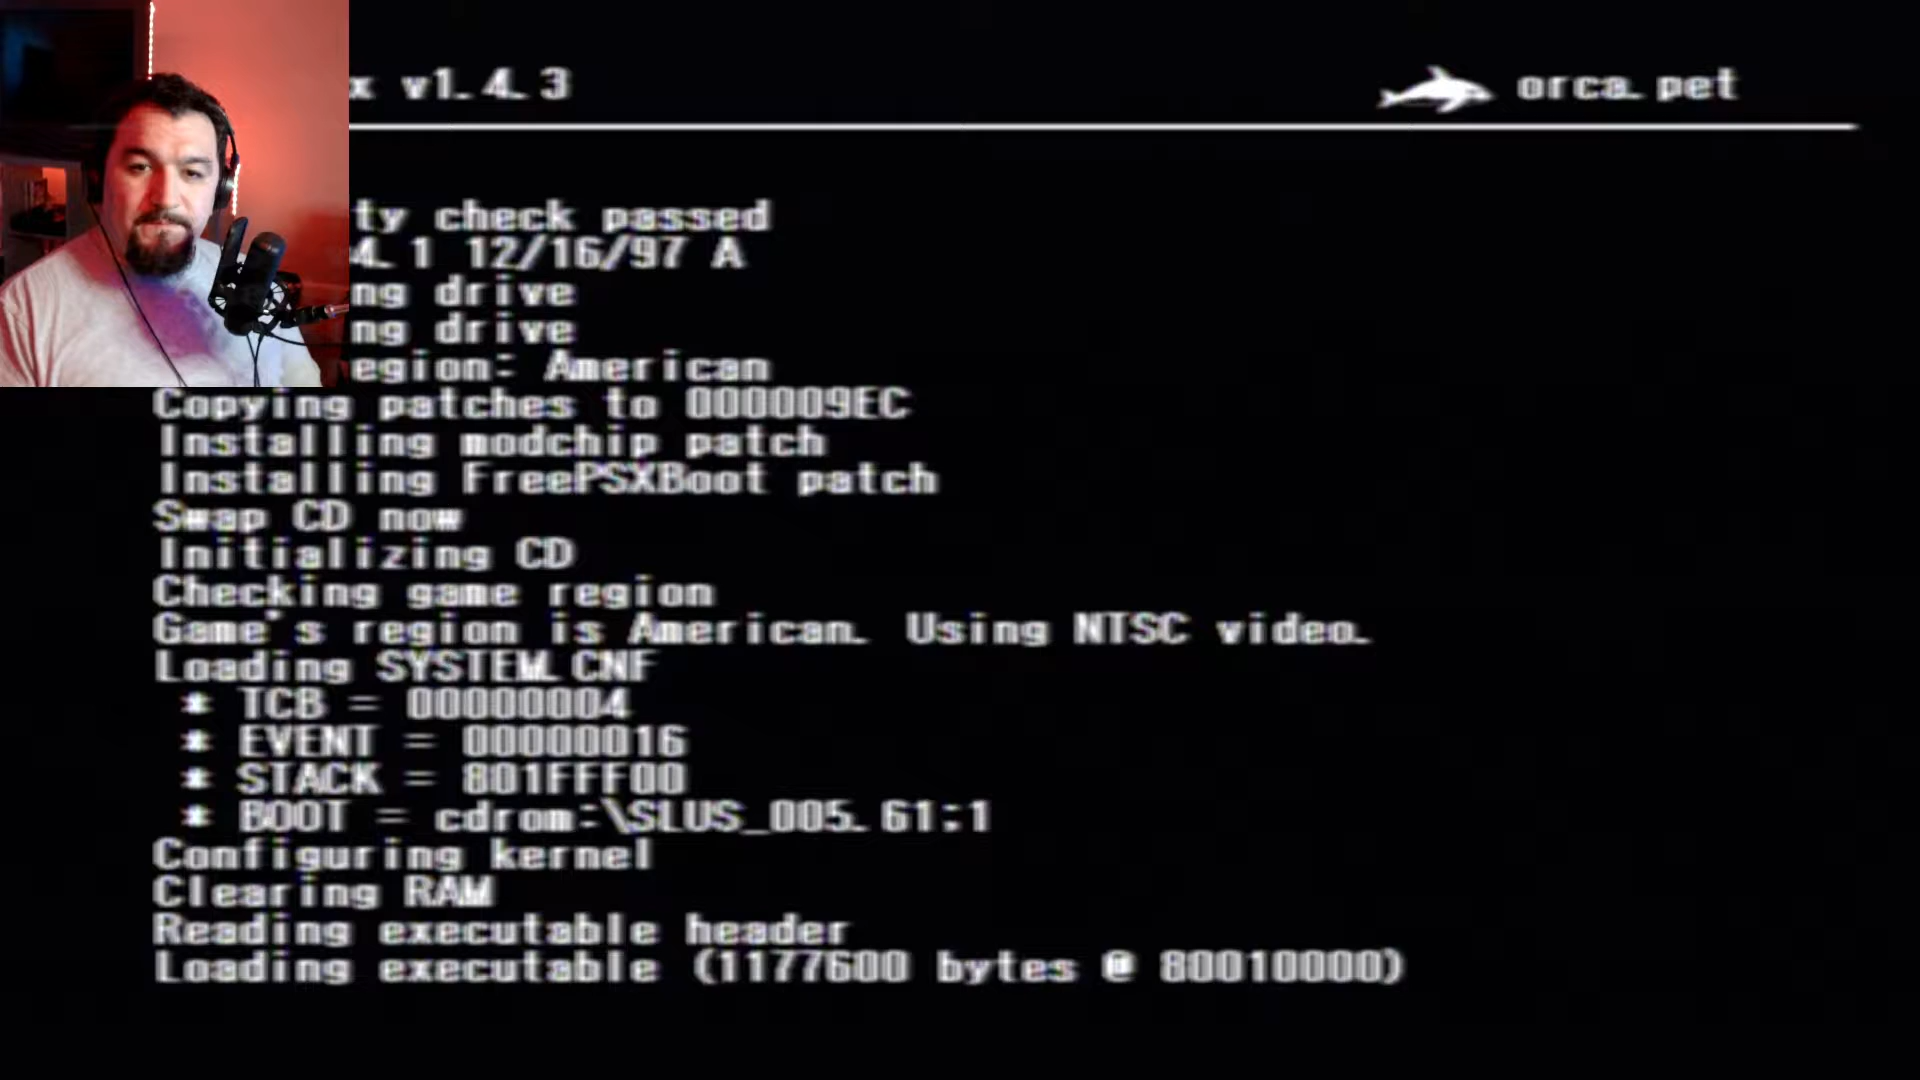 x v1.4.3
orca.pet
ty check passed
4.1 12/16/97 A
ng drive
ng drive
egion: American
Copying patches to 000009EC
Installing modchip patch
Installing FreePSXBoot patch
Swap CD now
Initializing CD
Checking game region
Game's region is American. Using NTSC video.
Loading SYSTEM.CNF
* TCB = 00000004
* EVENT = 00000016
* STACK = 801FFF00
* BOOT = cdrom:\SLUS_005.61;1
Configuring kernel
Clearing RAM
Reading executable header
Loading executable (1177600 bytes @ 80010000)